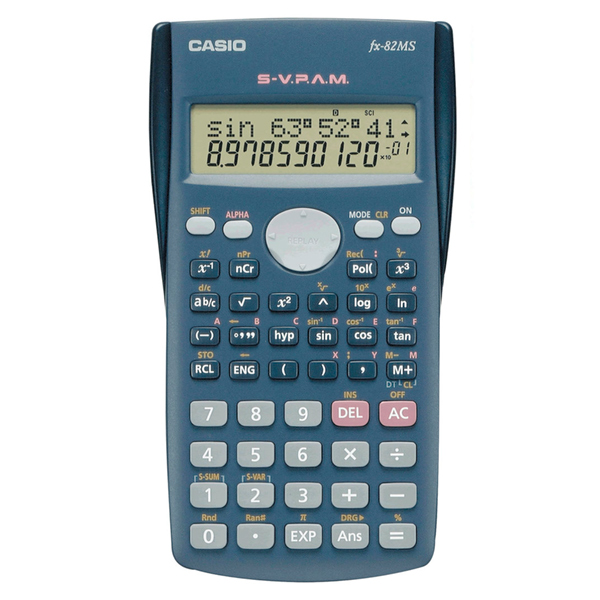 CASIO fx-82MS
S-V.P.A.M.
D SCI
sin 63°52°41
8.978590120×10-01
SHIFT ALPHA MODE CLR ON
REPLAY
x! nPr Rec( : ³√
x-1 nCr Pol( x3
d/c x√ 10x ex e
a b/c √ x2 ^ log ln
A ← B C sin-1 D cos-1 E tan-1 F
(−) °,,, hyp sin cos tan
STO ← X ; Y M− M
RCL ENG ( ) , M+
DT CL
INS OFF
7 8 9 DEL AC
4 5 6 × ÷
S-SUM S-VAR
1 2 3 + −
Rnd Ran# π DRG▶ %
0 · EXP Ans =